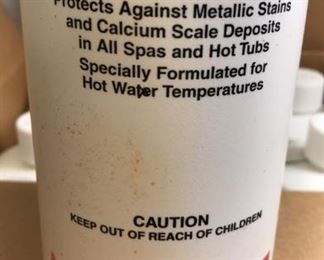 Protects Against Metallic Stains
and Calcium Scale Deposits
in All Spas and Hot Tubs
Specially Formulated for
Hot Water Temperatures
CAUTION
KEEP OUT OF REACH OF CHILDREN